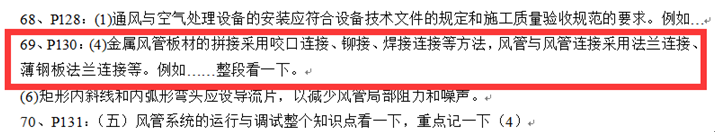 68、P128：(1)通风与空气处理设备的安装应符合设备技术文件的规定和施工质量验收规范的要求。例如…
69、P130：(4)金属风管板材的拼接采用咬口连接、铆接、焊接连接等方法，风管与风管连接采用法兰连接、
薄钢板法兰连接等。例如……整段看一下。
(6)矩形内斜线和内弧形弯头应设导流片，以减少风管局部阻力和噪声。
70、P131：（五）风管系统的运行与调试整个知识点看一下，重点记一下（4）